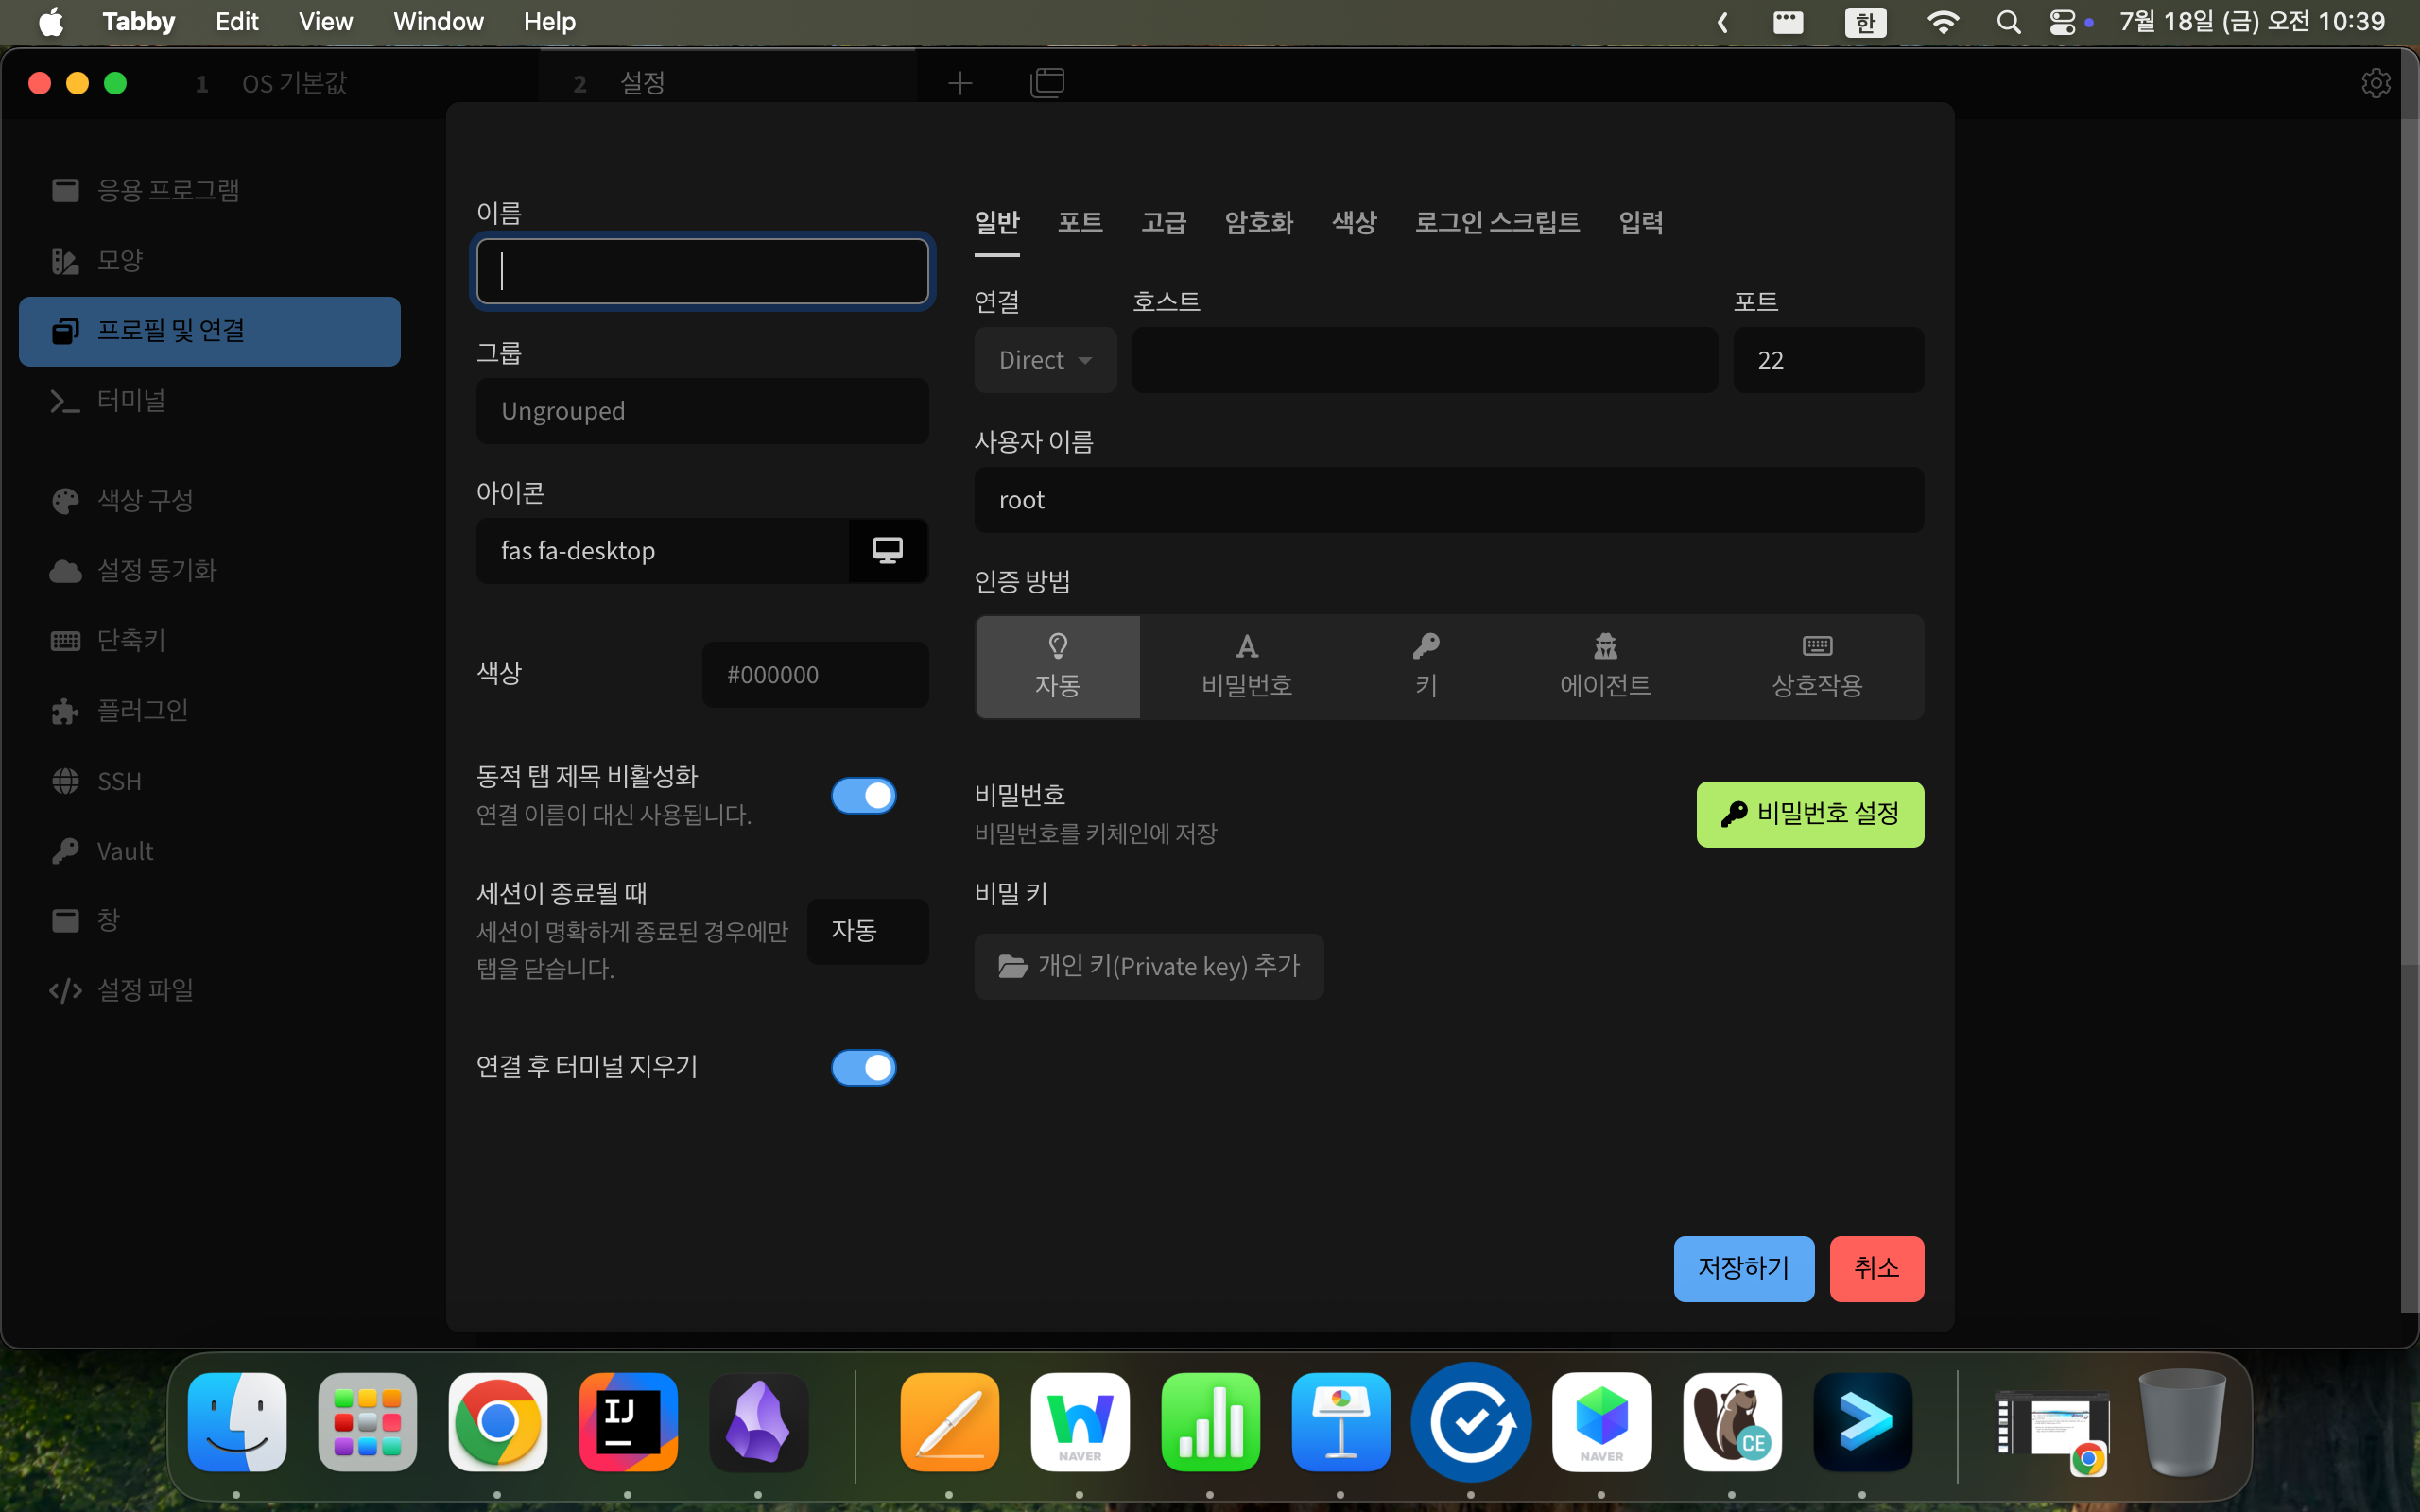 Tabby Edit View Window Help
한
7월 18일 (금) 오전 10:39
1 OS 기본값
2 설정
응용 프로그램
모양
프로필 및 연결
터미널
색상 구성
설정 동기화
단축키
플러그인
SSH
Vault
창
설정 파일
이름
그룹
Ungrouped
아이콘
fas fa-desktop
색상
#000000
동적 탭 제목 비활성화
연결 이름이 대신 사용됩니다.
세션이 종료될 때
세션이 명확하게 종료된 경우에만
탭을 닫습니다.
자동
연결 후 터미널 지우기
일반 포트 고급 암호화 색상 로그인 스크립트 입력
연결 호스트 포트
Direct
22
사용자 이름
root
인증 방법
자동 비밀번호 키 에이전트 상호작용
비밀번호
비밀번호를 키체인에 저장
비밀번호 설정
비밀 키
개인 키(Private key) 추가
저장하기 취소
IJ
NAVER
NAVER
CE